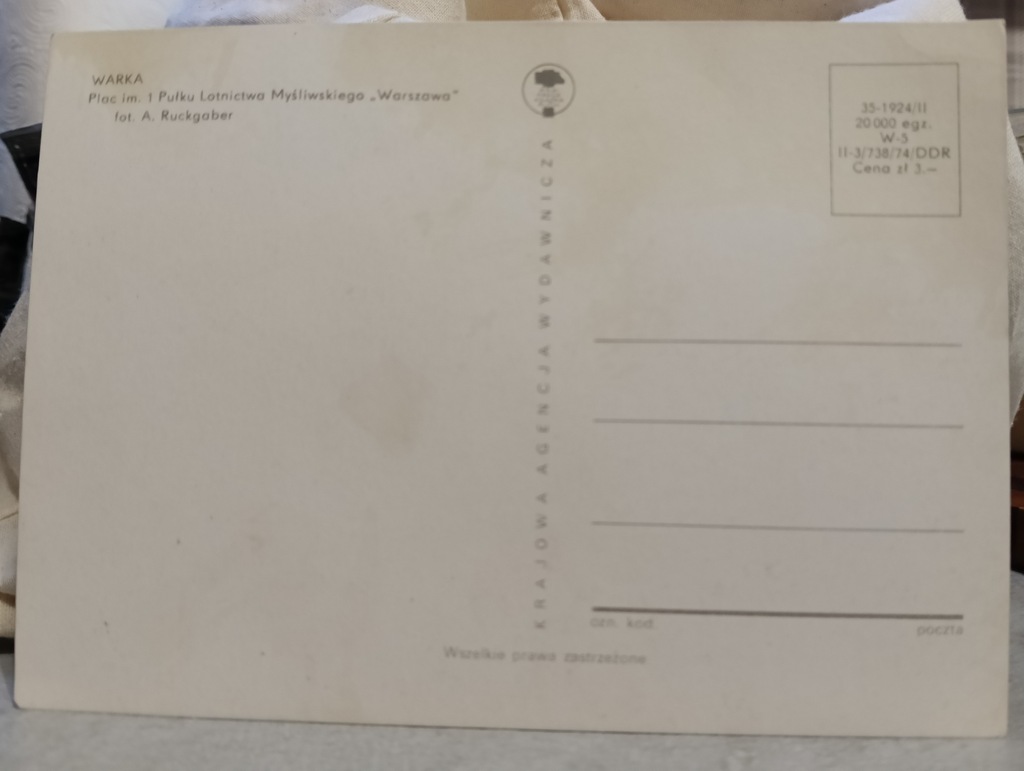 WARKA
Plac im. 1 Pułku Lotnictwa Myśliwskiego „Warszawa"
fot. A. Ruckgaber
KRAJOWA AGENCJA WYDAWNICZA
35-1924/II
20 000 egz.
W-5
II-3/738/74/DDR
Cena zł 3.—
ozn. kod.
poczta
Wszelkie prawa zastrzeżone